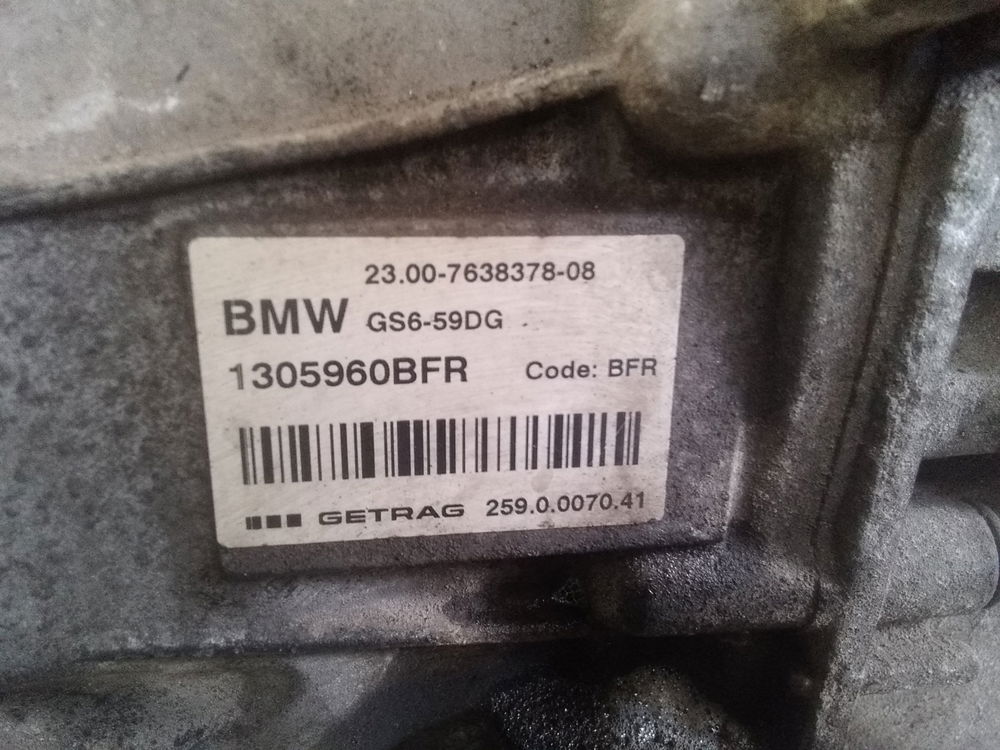 23.00-7638378-08
BMW GS6-59DG
1305960BFR Code: BFR
GETRAG 259.0.0070.41